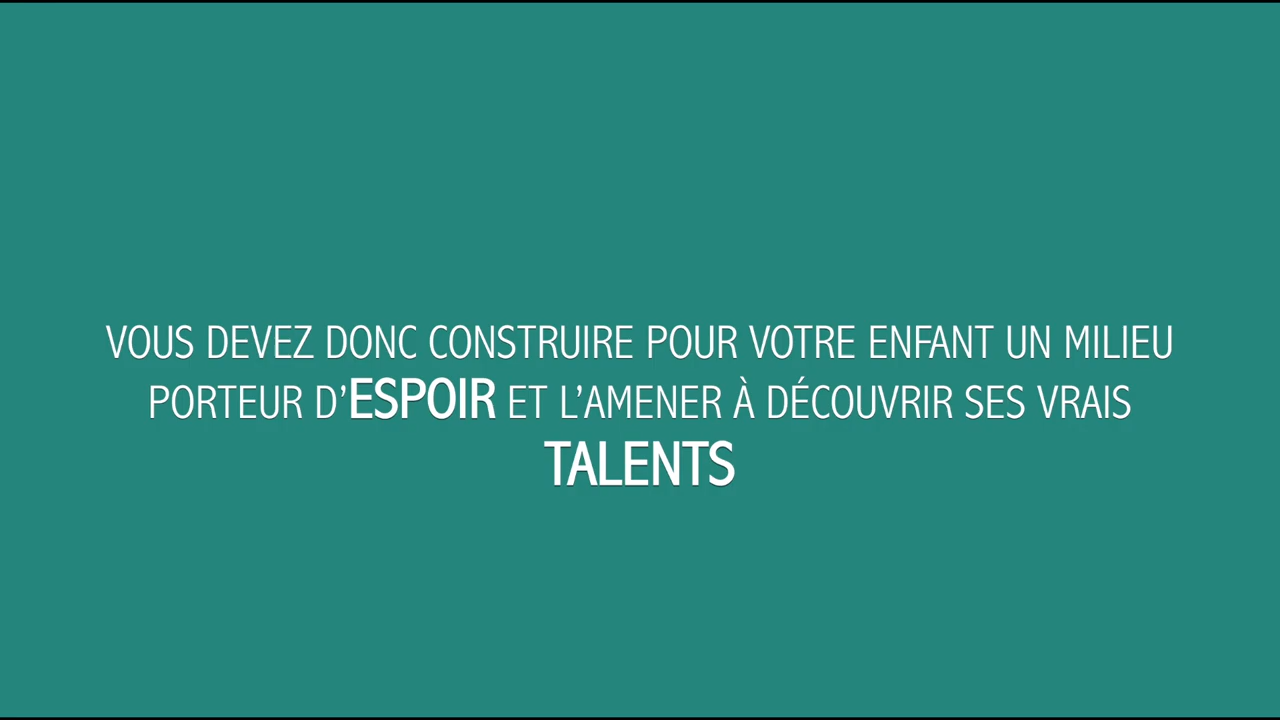 VOUS DEVEZ DONC CONSTRUIRE POUR VOTRE ENFANT UN MILIEU
PORTEUR D’ESPOIR ET L’AMENER À DÉCOUVRIR SES VRAIS
TALENTS